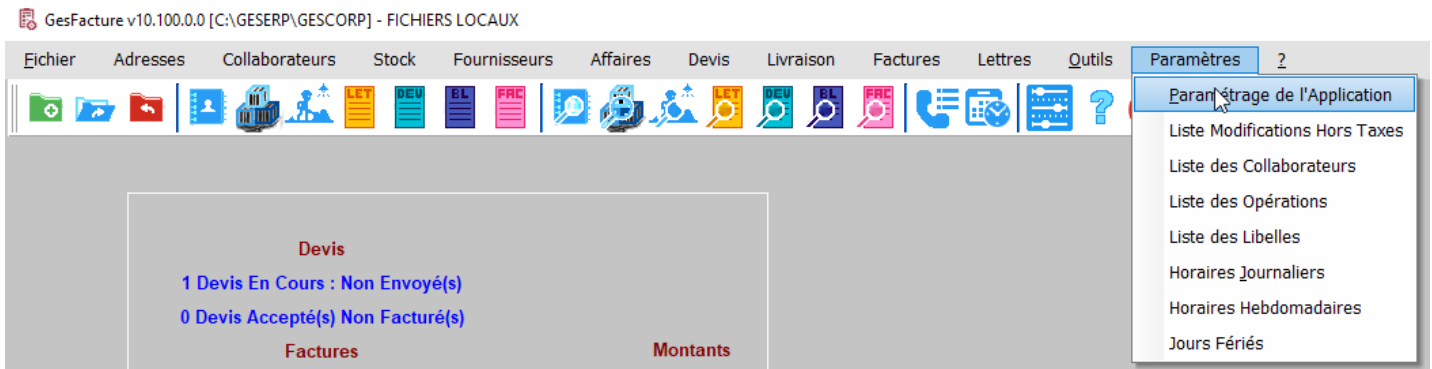 GesFacture v10.100.0.0 [C:\GESERP\GESCORP] - FICHIERS LOCAUX
Fichier Adresses Collaborateurs Stock Fournisseurs Affaires Devis Livraison Factures Lettres Outils Paramètres ?
LET DEV BL FAC LET DEV BL FAC ?
Paramétrage de l'Application
Liste Modifications Hors Taxes
Liste des Collaborateurs
Liste des Opérations
Liste des Libelles
Horaires Journaliers
Horaires Hebdomadaires
Jours Fériés
Devis
1 Devis En Cours : Non Envoyé(s)
0 Devis Accepté(s) Non Facturé(s)
Factures Montants